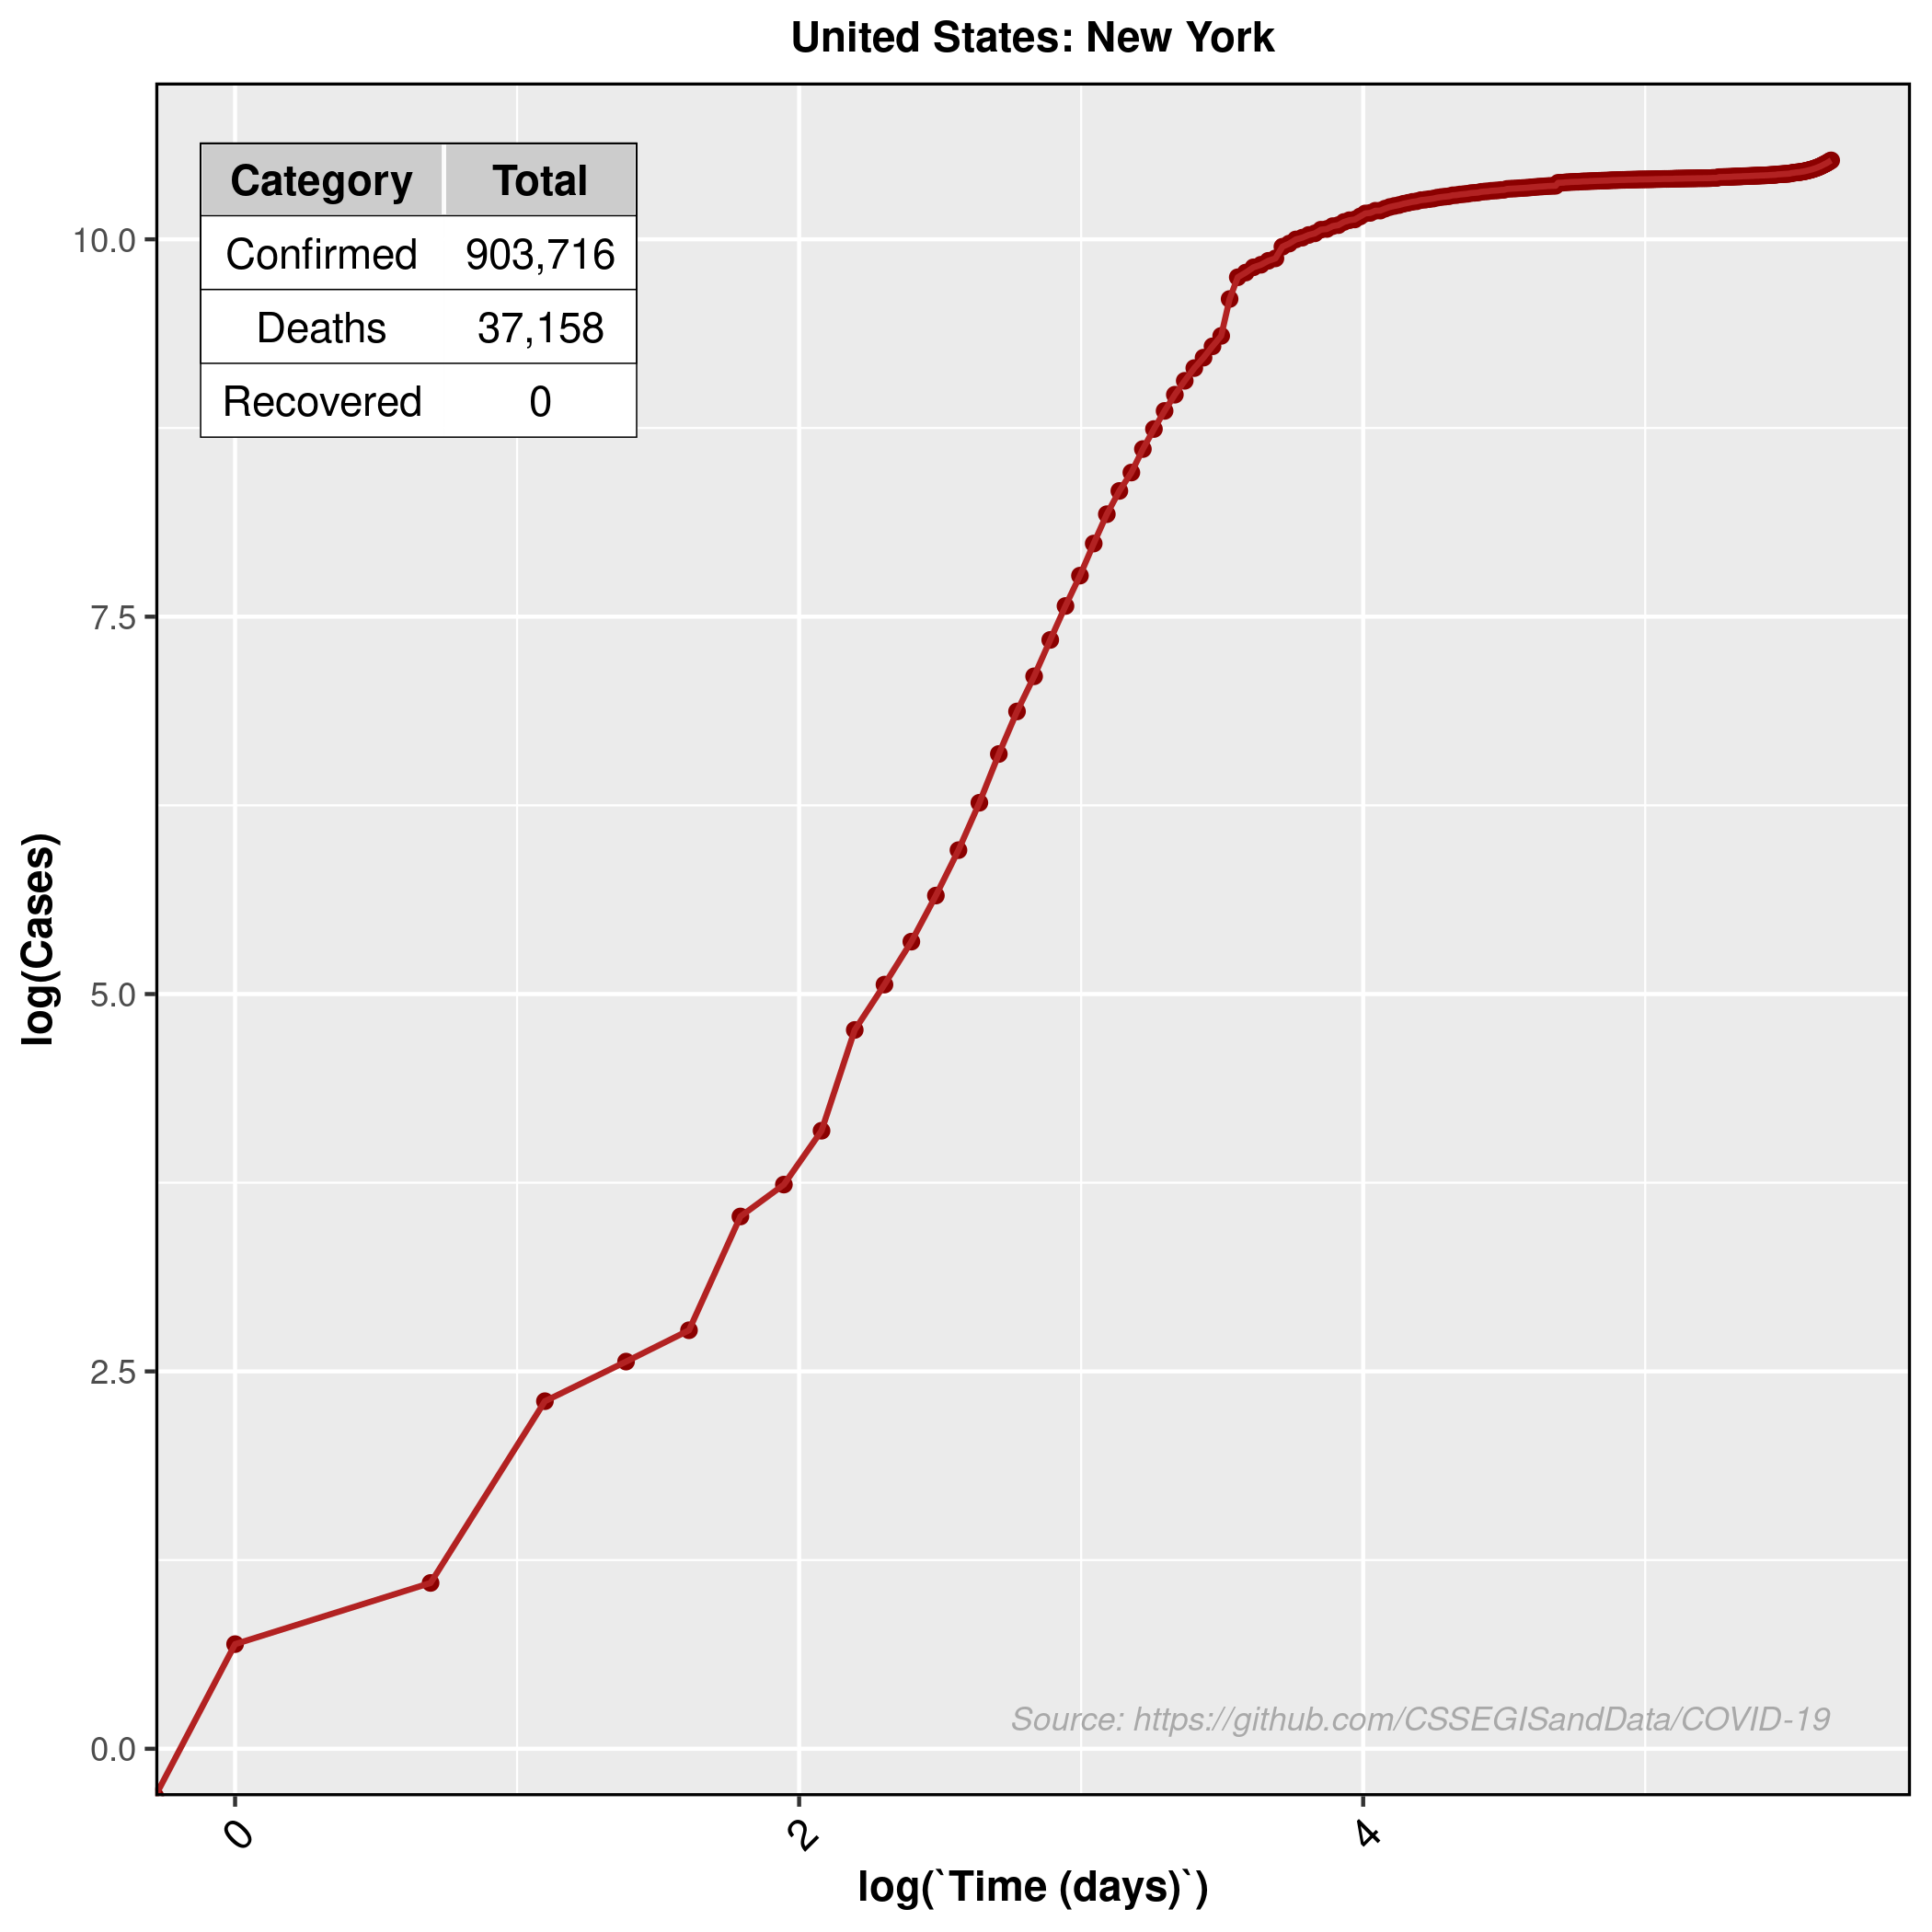 United States: New York
Category Total
Confirmed 903,716
Deaths 37,158
Recovered 0
10.0
7.5
5.0
2.5
0.0
log(Cases)
Source: https://github.com/CSSEGISandData/COVID-19
0 2 4
log(`Time (days)`)